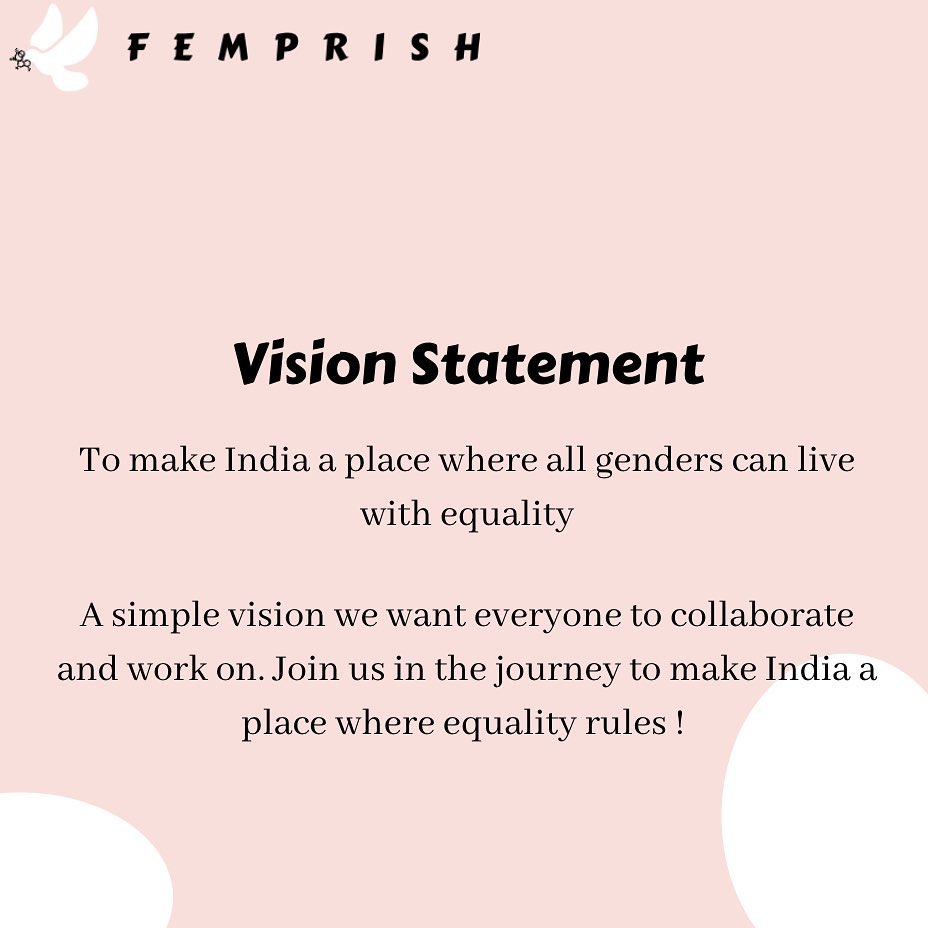 FEMPRISH
Vision Statement
To make India a place where all genders can live
with equality
A simple vision we want everyone to collaborate
and work on. Join us in the journey to make India a
place where equality rules !